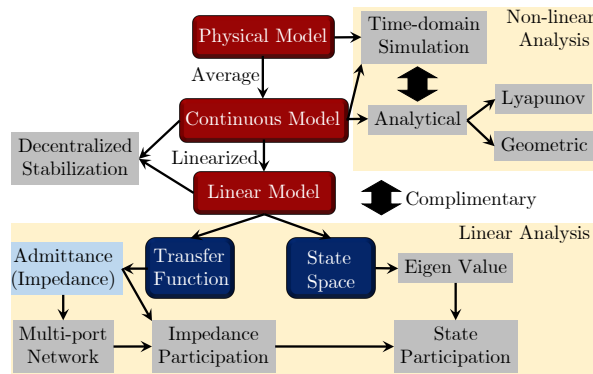 Physical Model
Time-domain
Simulation
Non-linear
Analysis
Average
Continuous Model
Analytical
Lyapunov
Geometric
Decentralized
Stabilization
Linearized
Linear Model
Complimentary
Linear Analysis
Admittance
(Impedance)
Transfer
Function
State
Space
Eigen Value
Multi-port
Network
Impedance
Participation
State
Participation